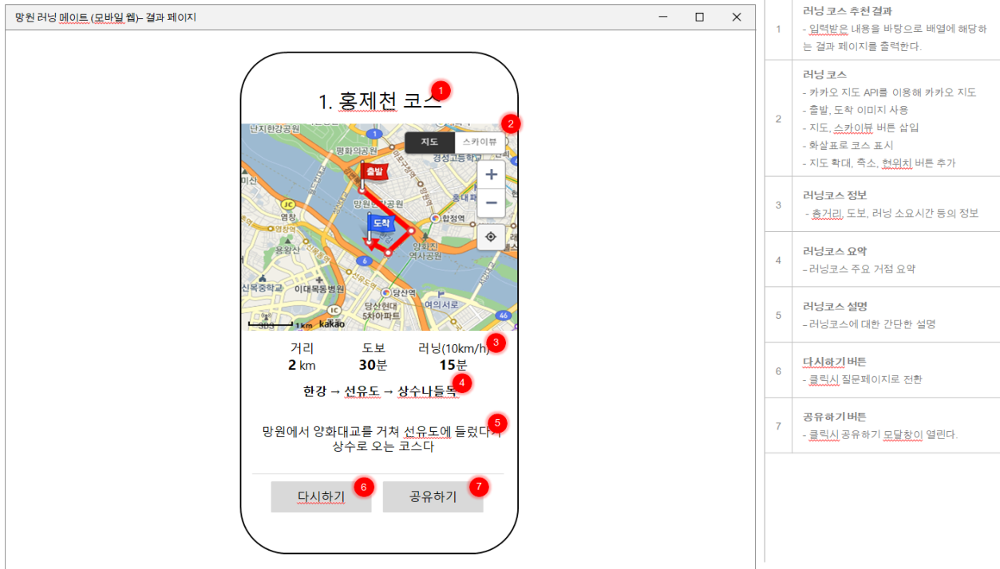 망원 러닝 메이트 (모바일 웹)– 결과 페이지
1. 홍제천 코스
1
2
난지한강공원
1
지도
스카이뷰
평화의공원
경성고등학교
출발
+
JC
망원한강공원
홍대
−
염창
염창역
도착
합정역
용왕산
양화진
역사공원
6
신목중학교
이대목동병원
당산역
IC
당산현대
5차아파트
여의서로
46
1km
kakao
거리
도보
러닝(10km/h)
3
2 km
30분
15분
한강 → 선유도 → 상수나들목
4
5
망원에서 양화대교를 거쳐 선유도에 들렀다가
상수로 오는 코스다
다시하기
6
공유하기
7
1
러닝 코스 추천 결과
- 입력받은 내용을 바탕으로 배열에 해당하
는 결과 페이지를 출력한다.
2
러닝 코스
- 카카오 지도 API를 이용해 카카오 지도
- 출발, 도착 이미지 사용
- 지도, 스카이뷰 버튼 삽입
- 화살표로 코스 표시
- 지도 확대, 축소, 현위치 버튼 추가
3
러닝코스 정보
- 총거리, 도보, 러닝 소요시간 등의 정보
4
러닝코스 요약
– 러닝코스 주요 거점 요약
5
러닝코스 설명
– 러닝코스에 대한 간단한 설명
6
다시하기 버튼
- 클릭시 질문페이지로 전환
7
공유하기 버튼
- 클릭시 공유하기 모달창이 열린다.